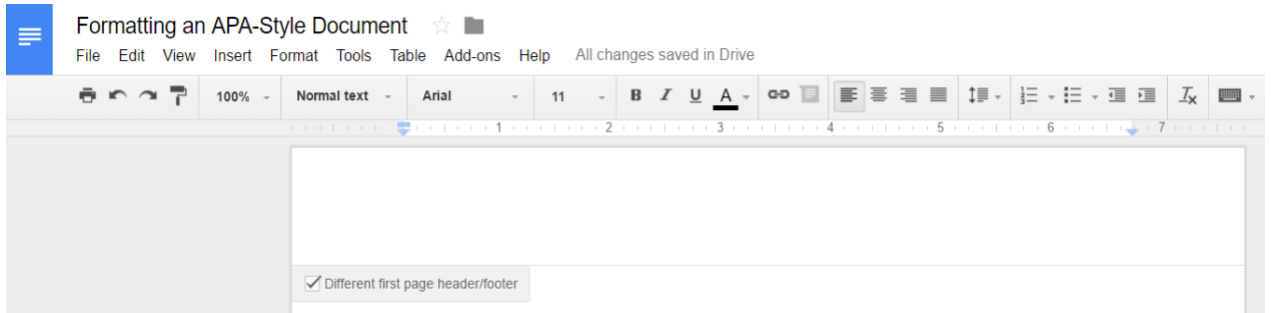 Formatting an APA-Style Document
File Edit View Insert Format Tools Table Add-ons Help All changes saved in Drive
100% Normal text Arial 11 B I U A Tx
1 2 3 4 5 6 7
Different first page header/footer